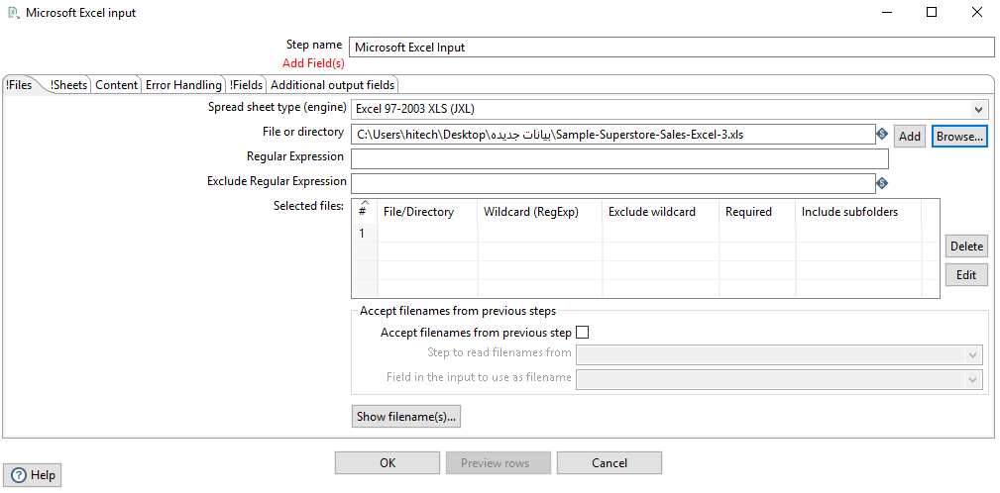 Microsoft Excel input
Step name Microsoft Excel Input
Add Field(s)
!Files !Sheets Content Error Handling !Fields Additional output fields
Spread sheet type (engine) Excel 97-2003 XLS (JXL)
File or directory C:\Users\hitech\Desktop\بيانات جديده\Sample-Superstore-Sales-Excel-3.xls Add Browse...
Regular Expression
Exclude Regular Expression
Selected files: # File/Directory Wildcard (RegExp) Exclude wildcard Required Include subfolders
1
Delete
Edit
Accept filenames from previous steps
Accept filenames from previous step
Step to read filenames from
Field in the input to use as filename
Show filename(s)...
OK Preview rows Cancel
Help